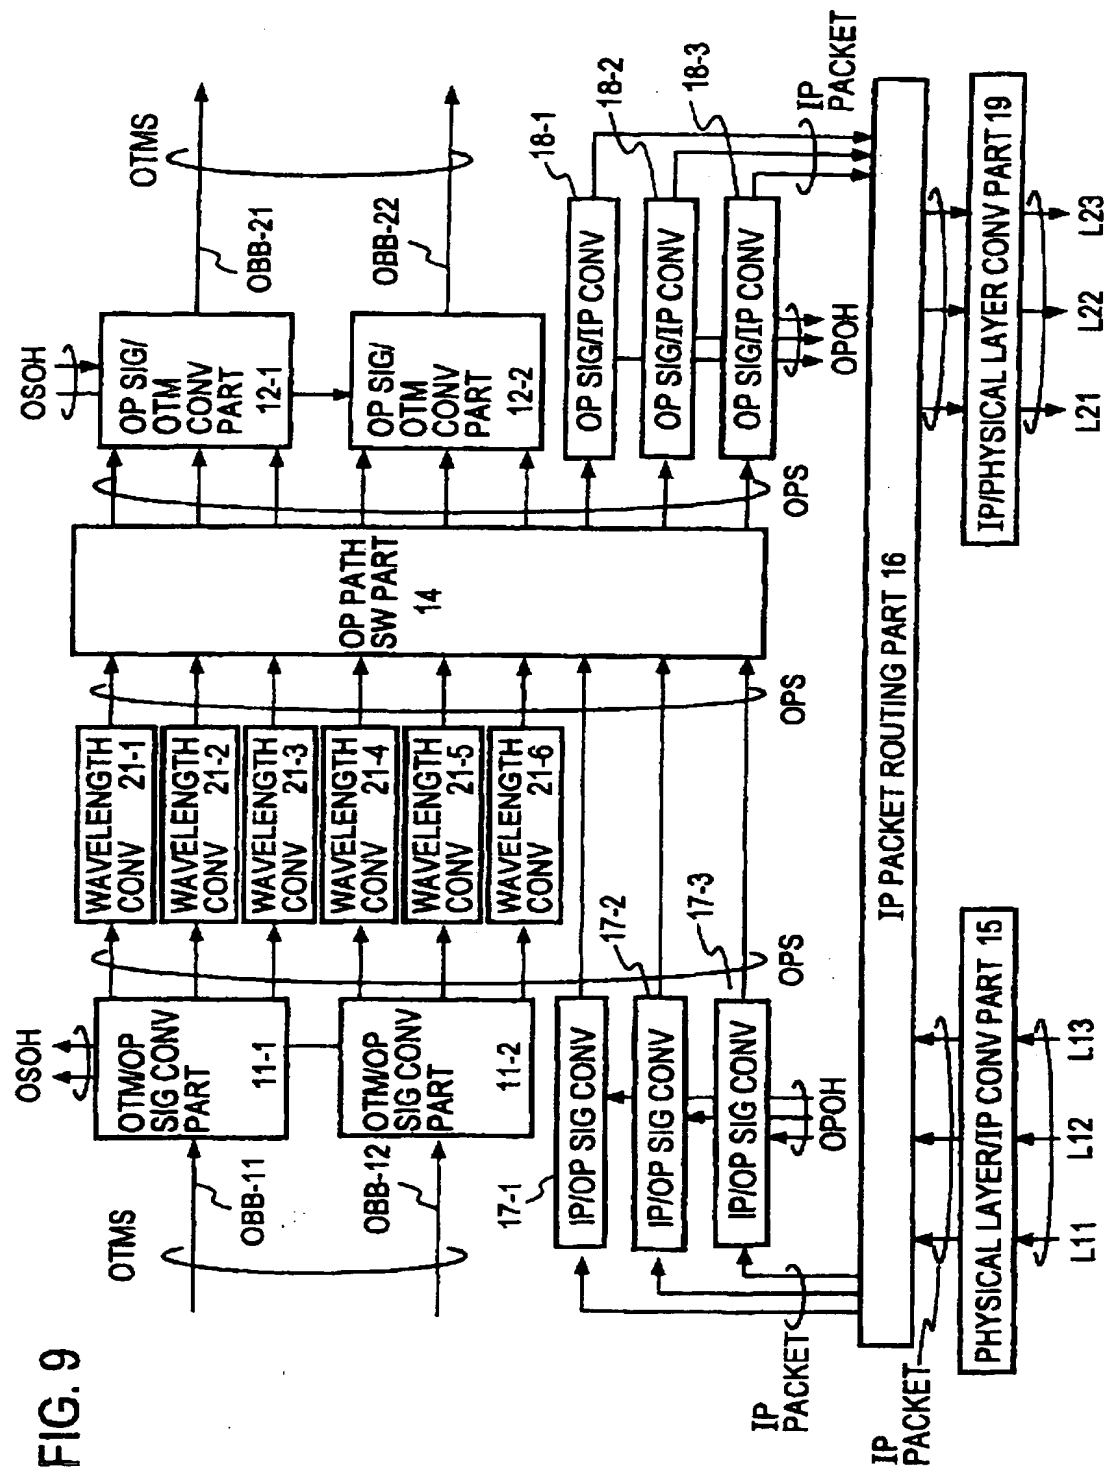 FIG. 9
OTMS
OBB-11
OBB-12
OSOH
OTM/OP
SIG CONV
PART
11-1
OTM/OP
SIG CONV
PART
11-2
OPS
WAVELENGTH
CONV 21-1
WAVELENGTH
CONV 21-2
WAVELENGTH
CONV 21-3
WAVELENGTH
CONV 21-4
WAVELENGTH
CONV 21-5
WAVELENGTH
CONV 21-6
OPS
OP PATH
SW PART
14
OPS
OSOH
OP SIG/
OTM
CONV
PART
12-1
OP SIG/
OTM
CONV
PART
12-2
OTMS
OBB-21
OBB-22
17-1
IP/OP SIG CONV
17-2
IP/OP SIG CONV
17-3
IP/OP SIG CONV
OPOH
18-1
OP SIG/IP CONV
18-2
OP SIG/IP CONV
18-3
OP SIG/IP CONV
OPOH
IP
PACKET
IP
PACKET
IP PACKET ROUTING PART 16
IP
PACKET
PHYSICAL LAYER/IP CONV PART 15
L11
L12
L13
IP/PHYSICAL LAYER CONV PART 19
L21
L22
L23